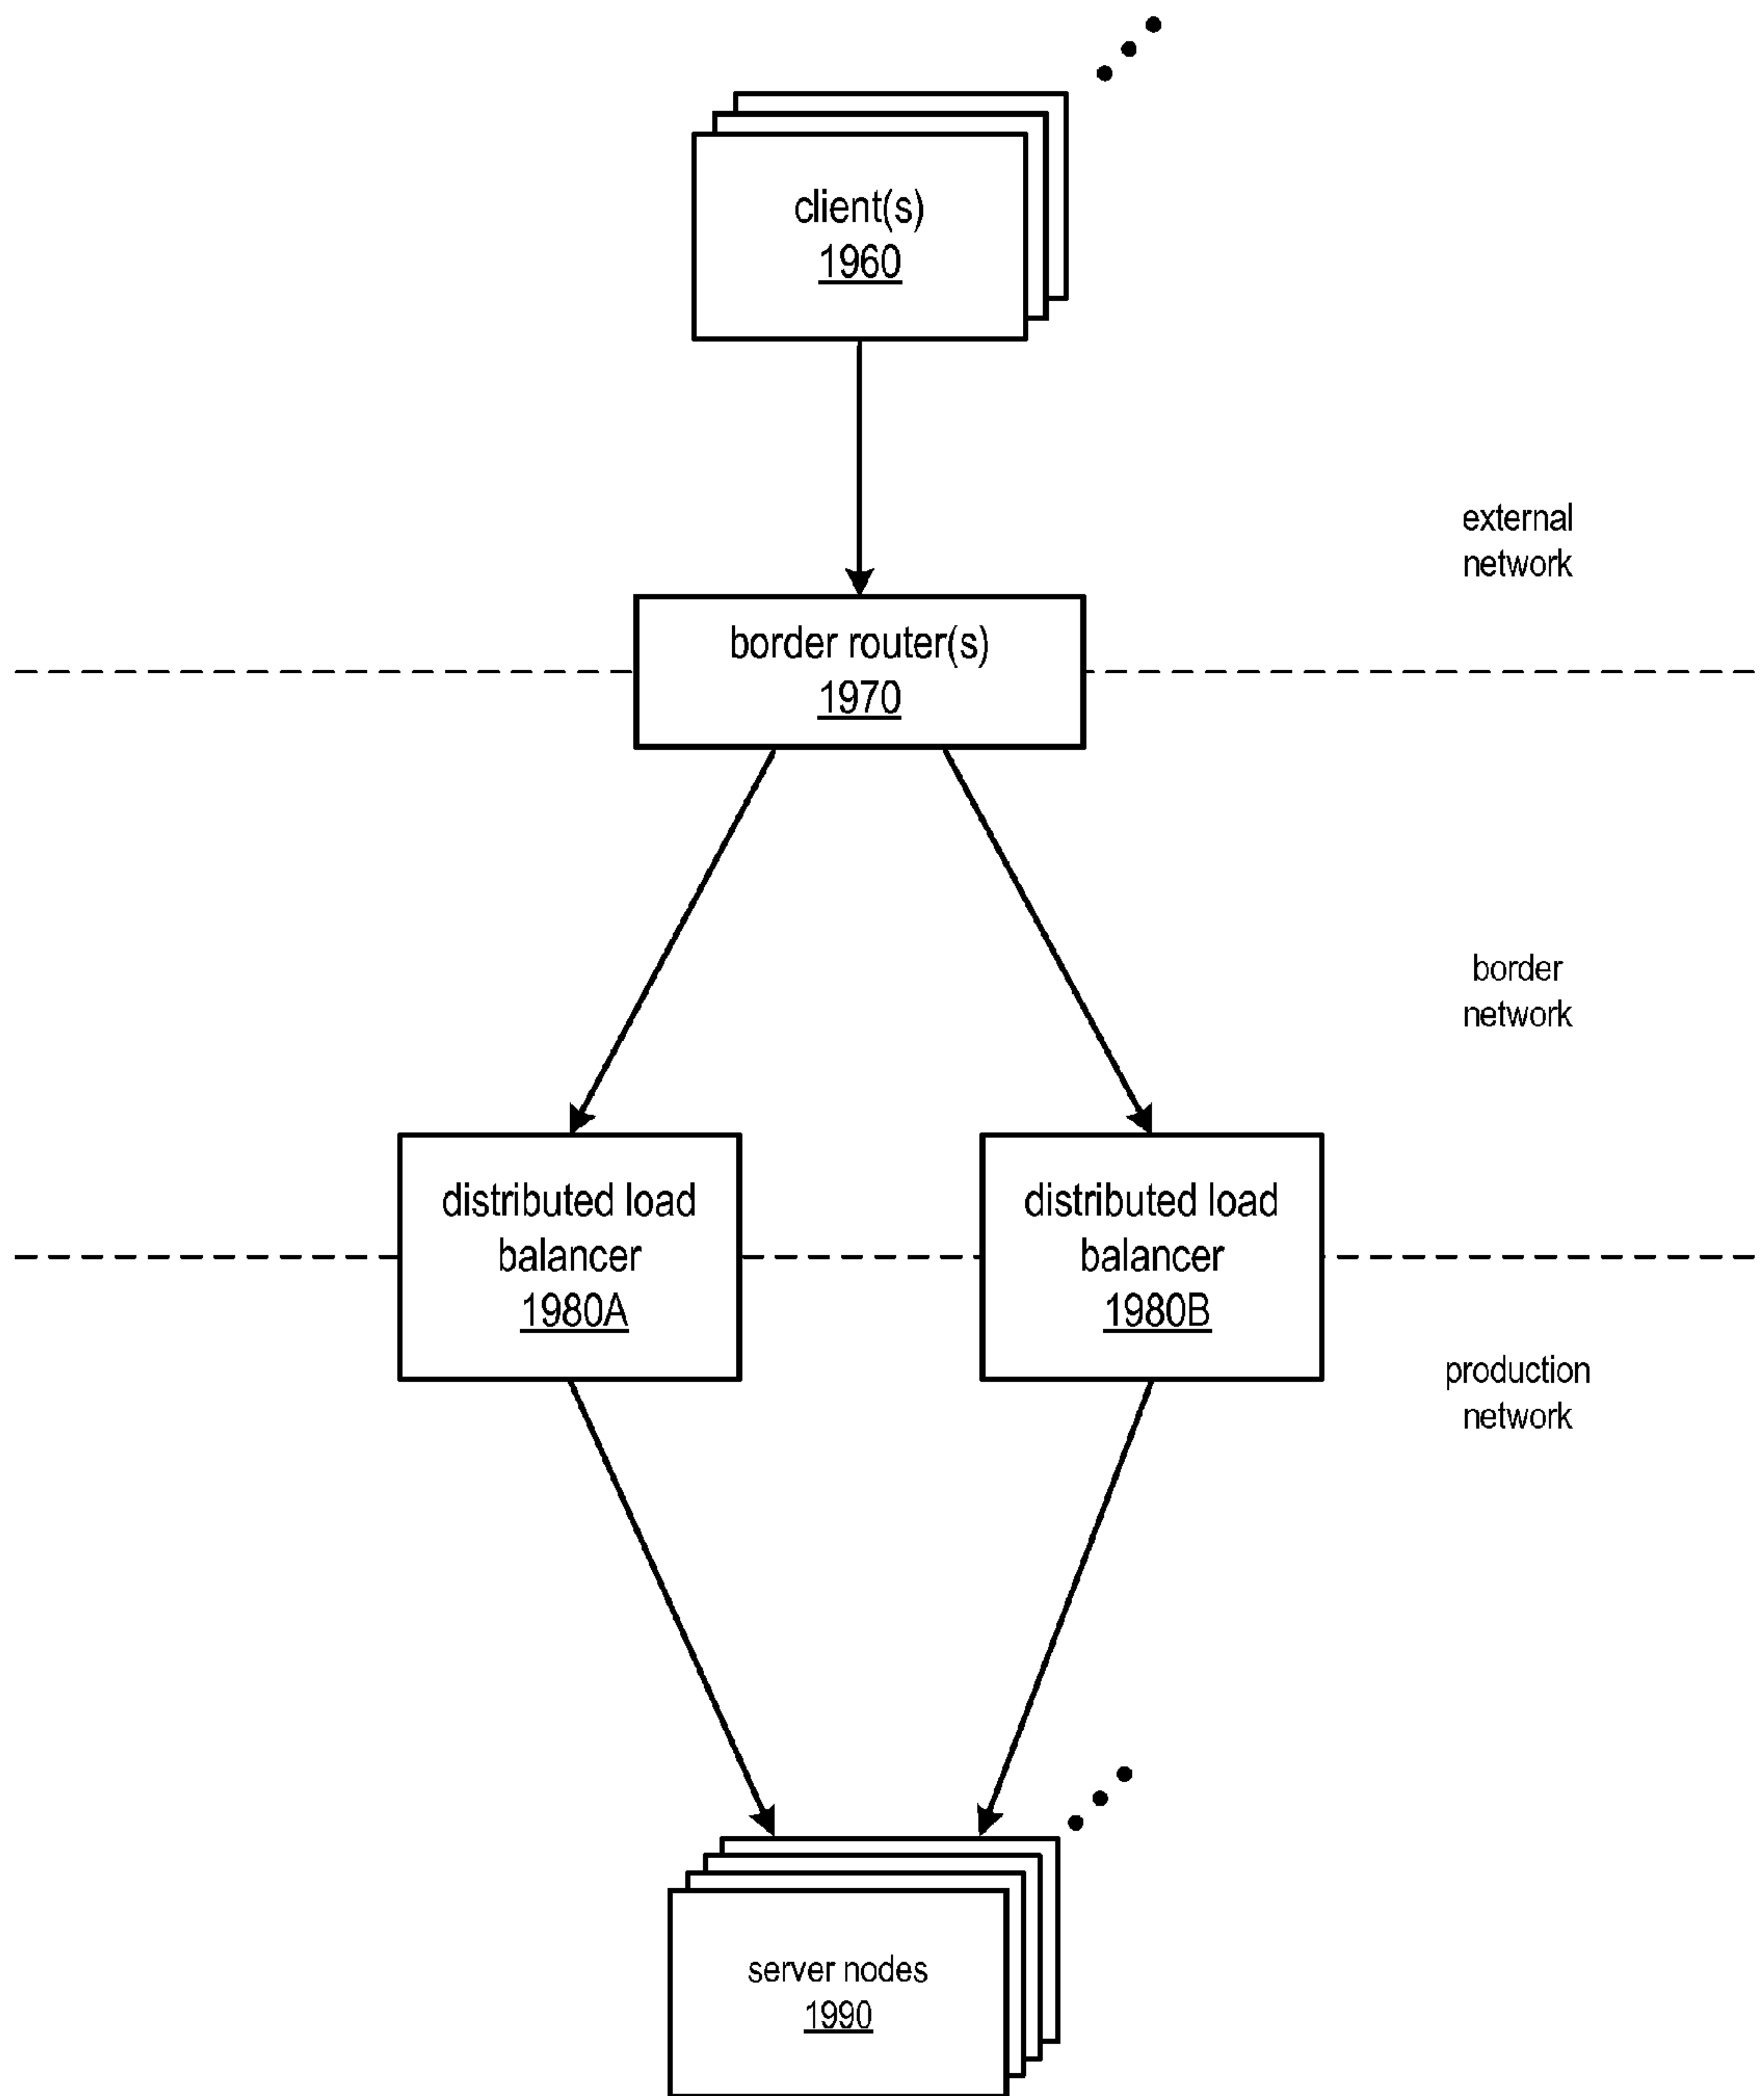 client(s)
1960
external
network
border router(s)
1970
border
network
distributed load
balancer
1980A
distributed load
balancer
1980B
production
network
server nodes
1990